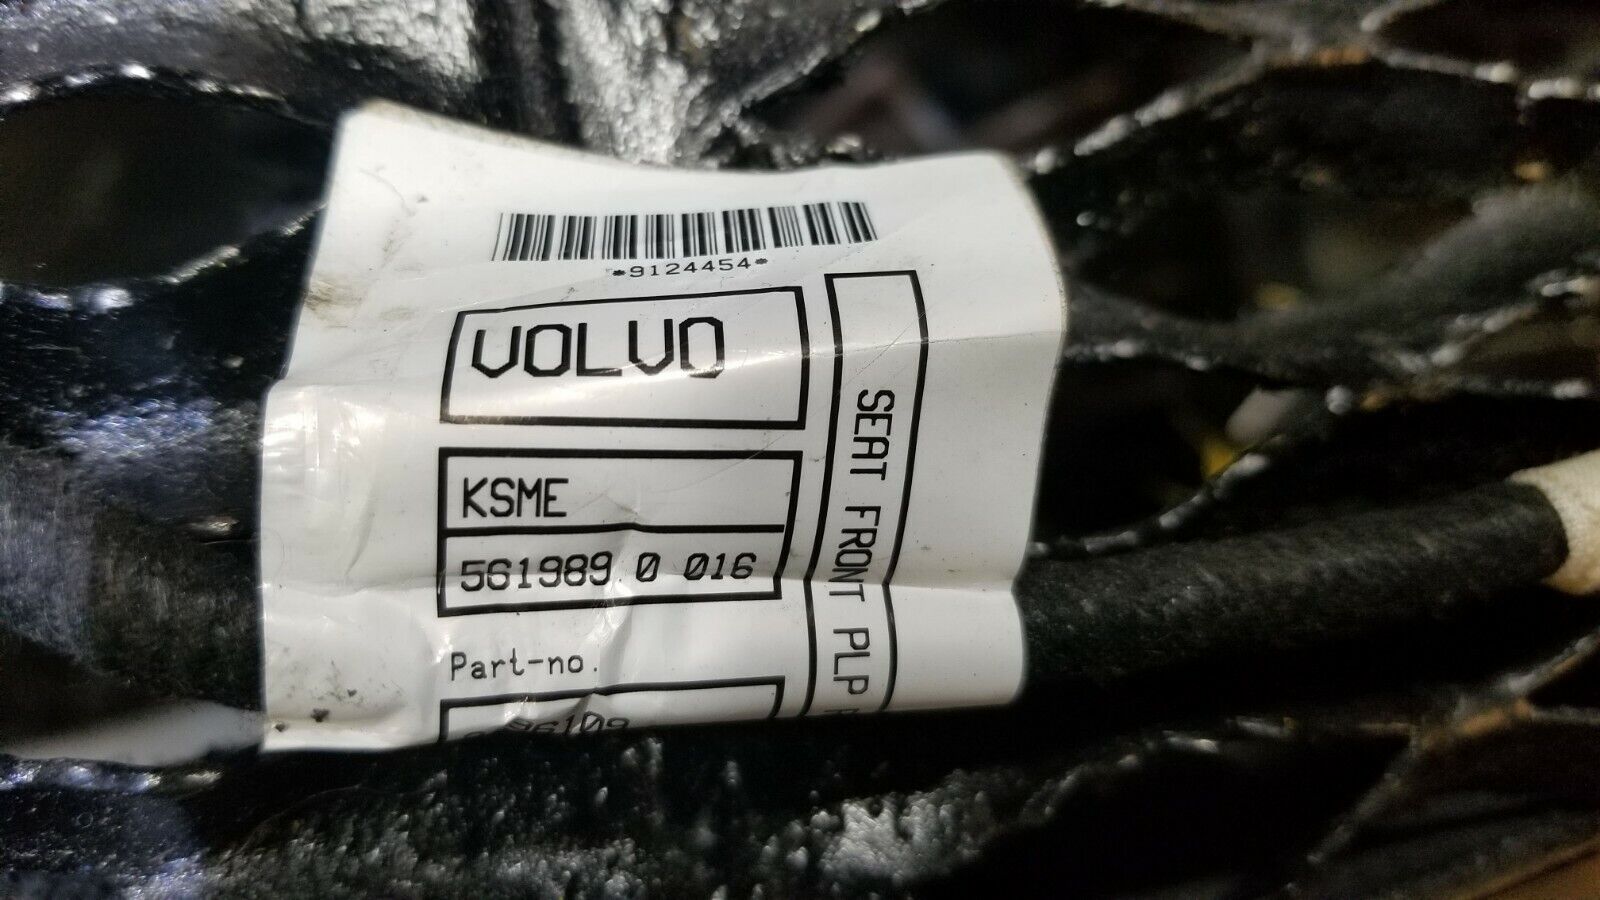 *9124454*
VOLVO
KSME
561989 0 016
Part-no.
SEAT FRONT PLP